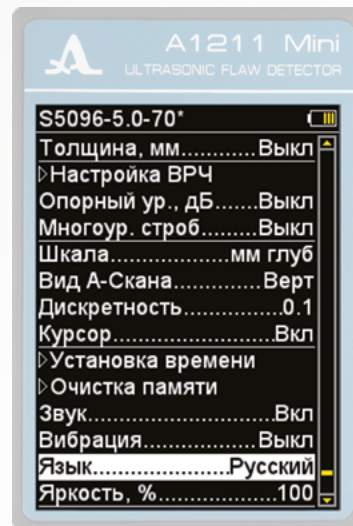 A1211 Mini
ULTRASONIC FLAW DETECTOR
S5096-5.0-70*
Толщина, мм............Выкл
▷Настройка ВРЧ
Опорный ур., дБ.......Выкл
Многоур. строб........Выкл
Шкала....................мм глуб
Вид А-Скана.............Верт
Дискретность..............0.1
Курсор.......................Вкл
▷Установка времени
▷Очистка памяти
Звук...........................Вкл
Вибрация.................Выкл
Язык.....................Русский
Яркость, %................100